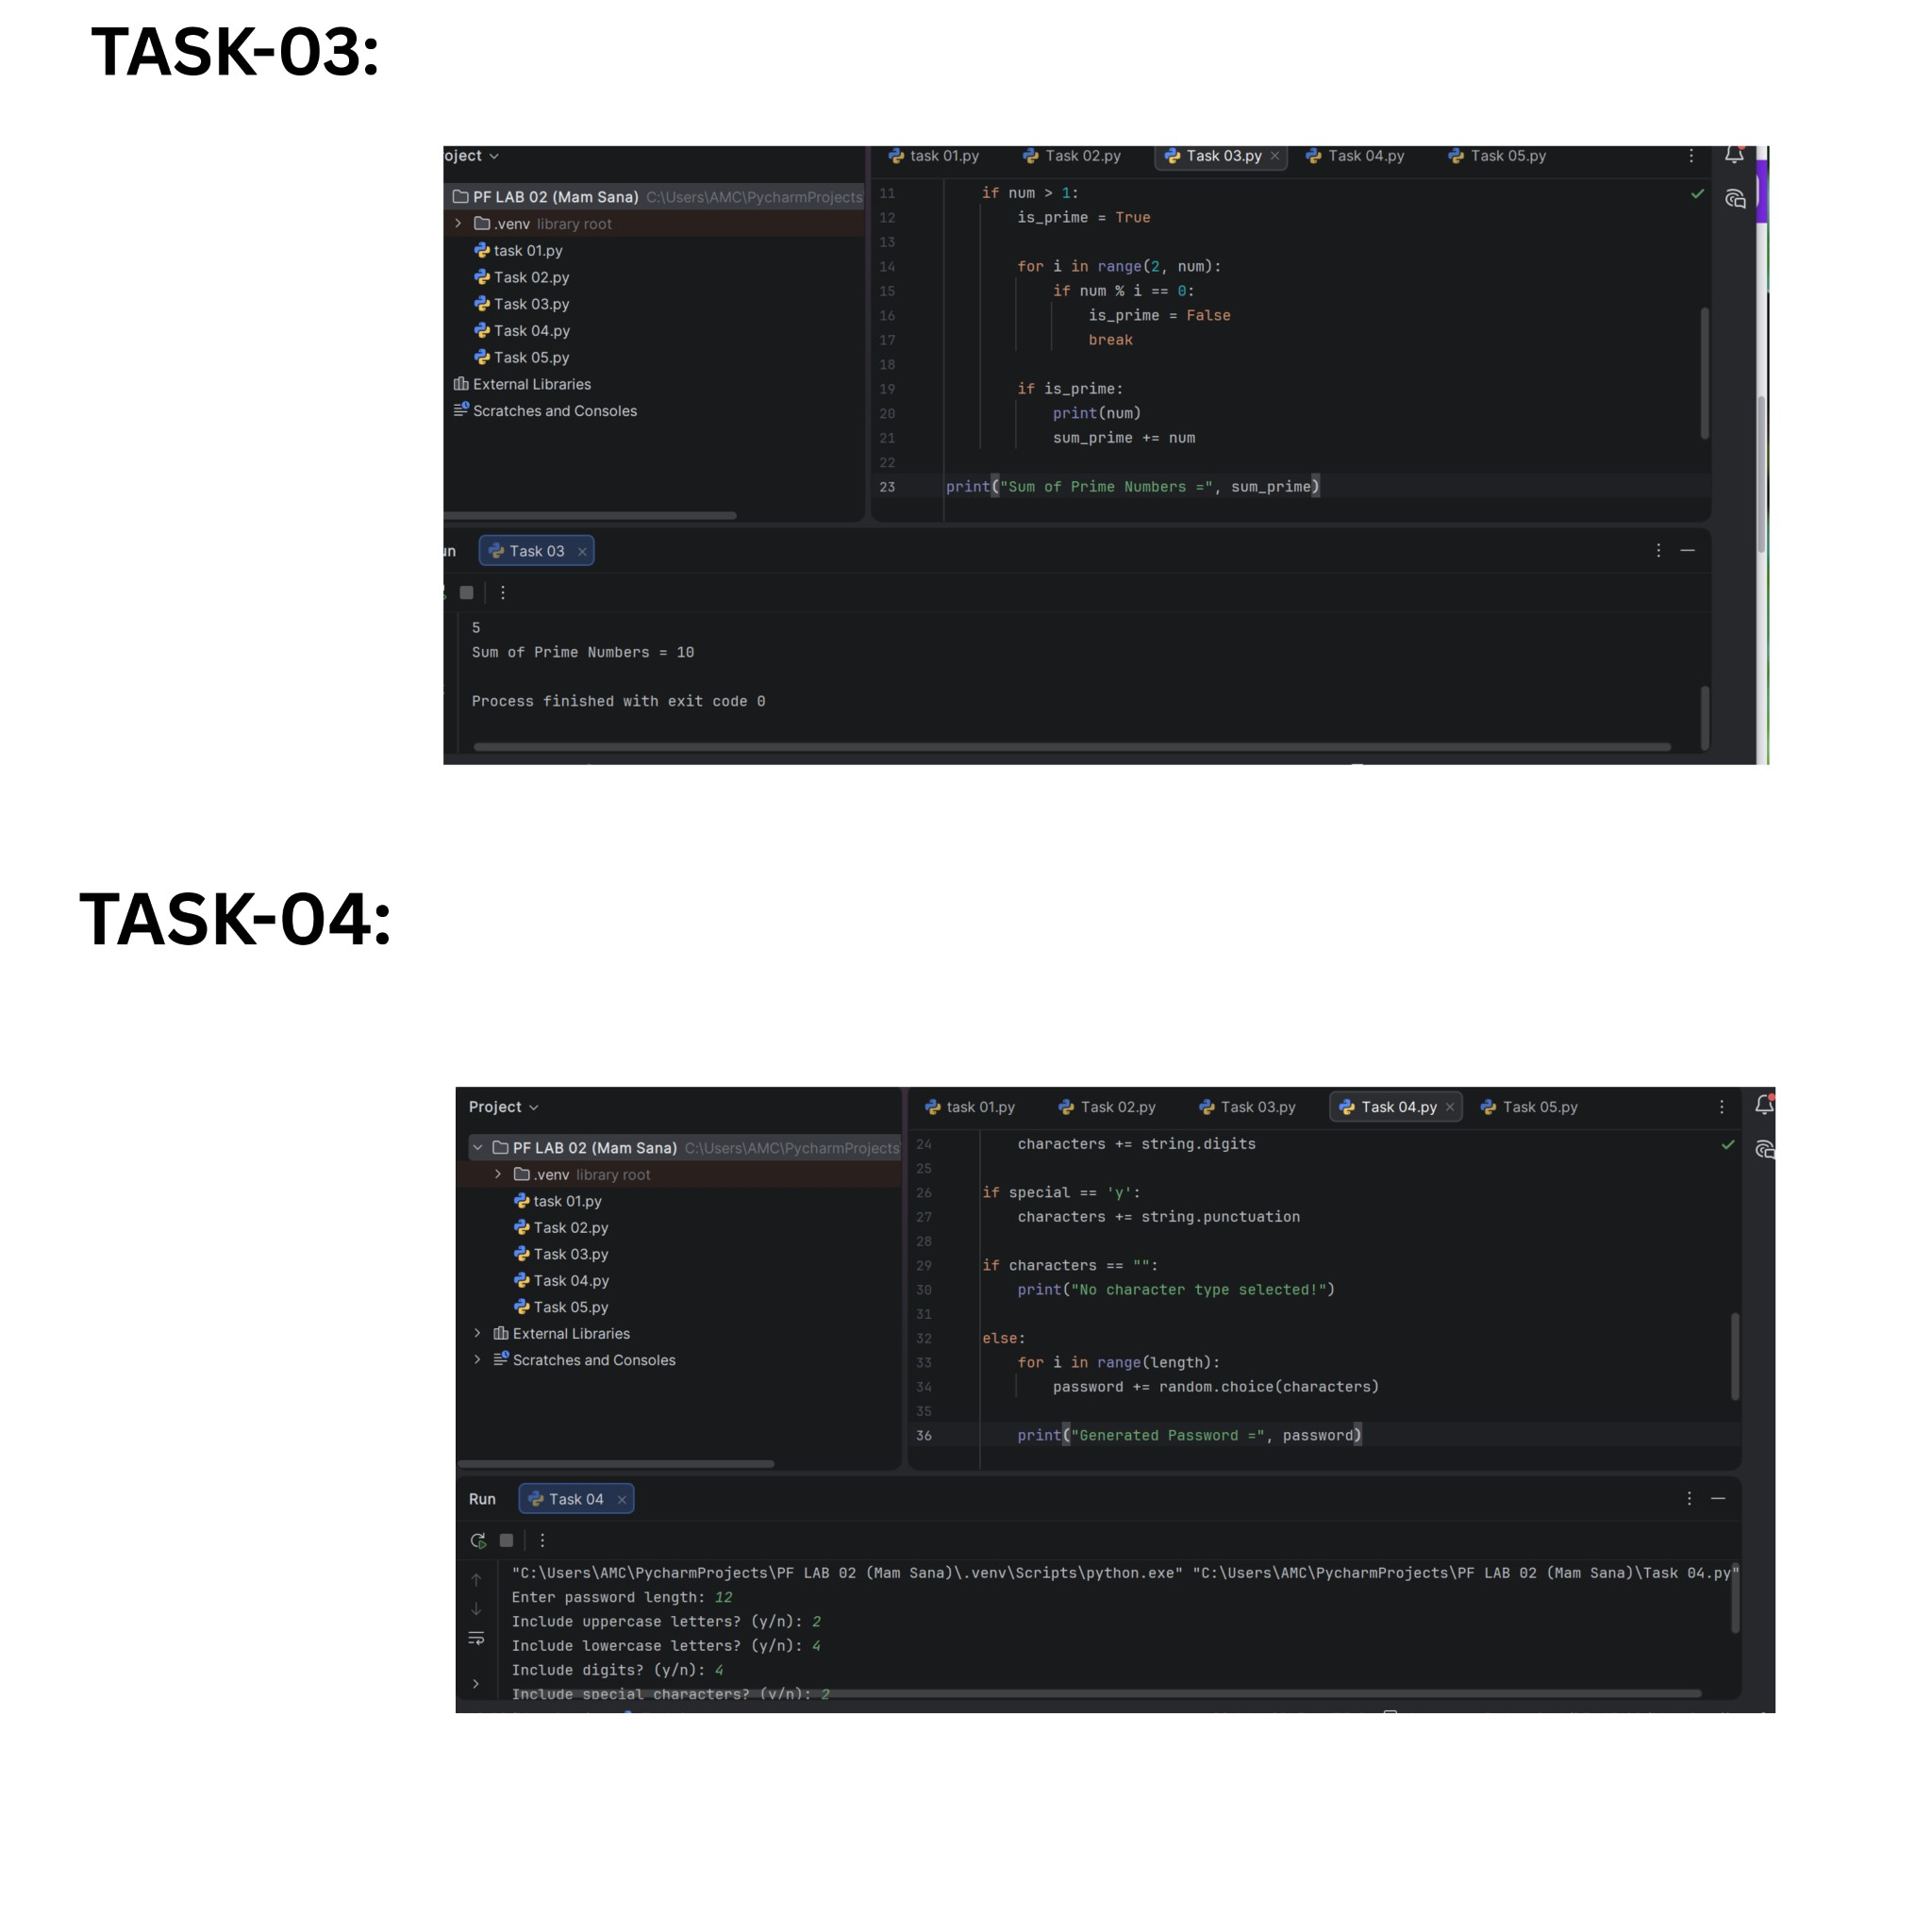 TASK-03:
oject
task 01.py Task 02.py Task 03.py Task 04.py Task 05.py
PF LAB 02 (Mam Sana) C:\Users\AMC\PycharmProjects
.venv library root
task 01.py
Task 02.py
Task 03.py
Task 04.py
Task 05.py
External Libraries
Scratches and Consoles
11 if num > 1:
12 is_prime = True
13
14 for i in range(2, num):
15 if num % i == 0:
16 is_prime = False
17 break
18
19 if is_prime:
20 print(num)
21 sum_prime += num
22
23 print("Sum of Prime Numbers =", sum_prime)
un Task 03
5
Sum of Prime Numbers = 10
Process finished with exit code 0
TASK-04:
Project
task 01.py Task 02.py Task 03.py Task 04.py Task 05.py
PF LAB 02 (Mam Sana) C:\Users\AMC\PycharmProjects
.venv library root
task 01.py
Task 02.py
Task 03.py
Task 04.py
Task 05.py
External Libraries
Scratches and Consoles
24 characters += string.digits
25
26 if special == 'y':
27 characters += string.punctuation
28
29 if characters == "":
30 print("No character type selected!")
31
32 else:
33 for i in range(length):
34 password += random.choice(characters)
35
36 print("Generated Password =", password)
Run Task 04
"C:\Users\AMC\PycharmProjects\PF LAB 02 (Mam Sana)\.venv\Scripts\python.exe" "C:\Users\AMC\PycharmProjects\PF LAB 02 (Mam Sana)\Task 04.py"
Enter password length: 12
Include uppercase letters? (y/n): 2
Include lowercase letters? (y/n): 4
Include digits? (y/n): 4
Include special characters? (y/n): 2